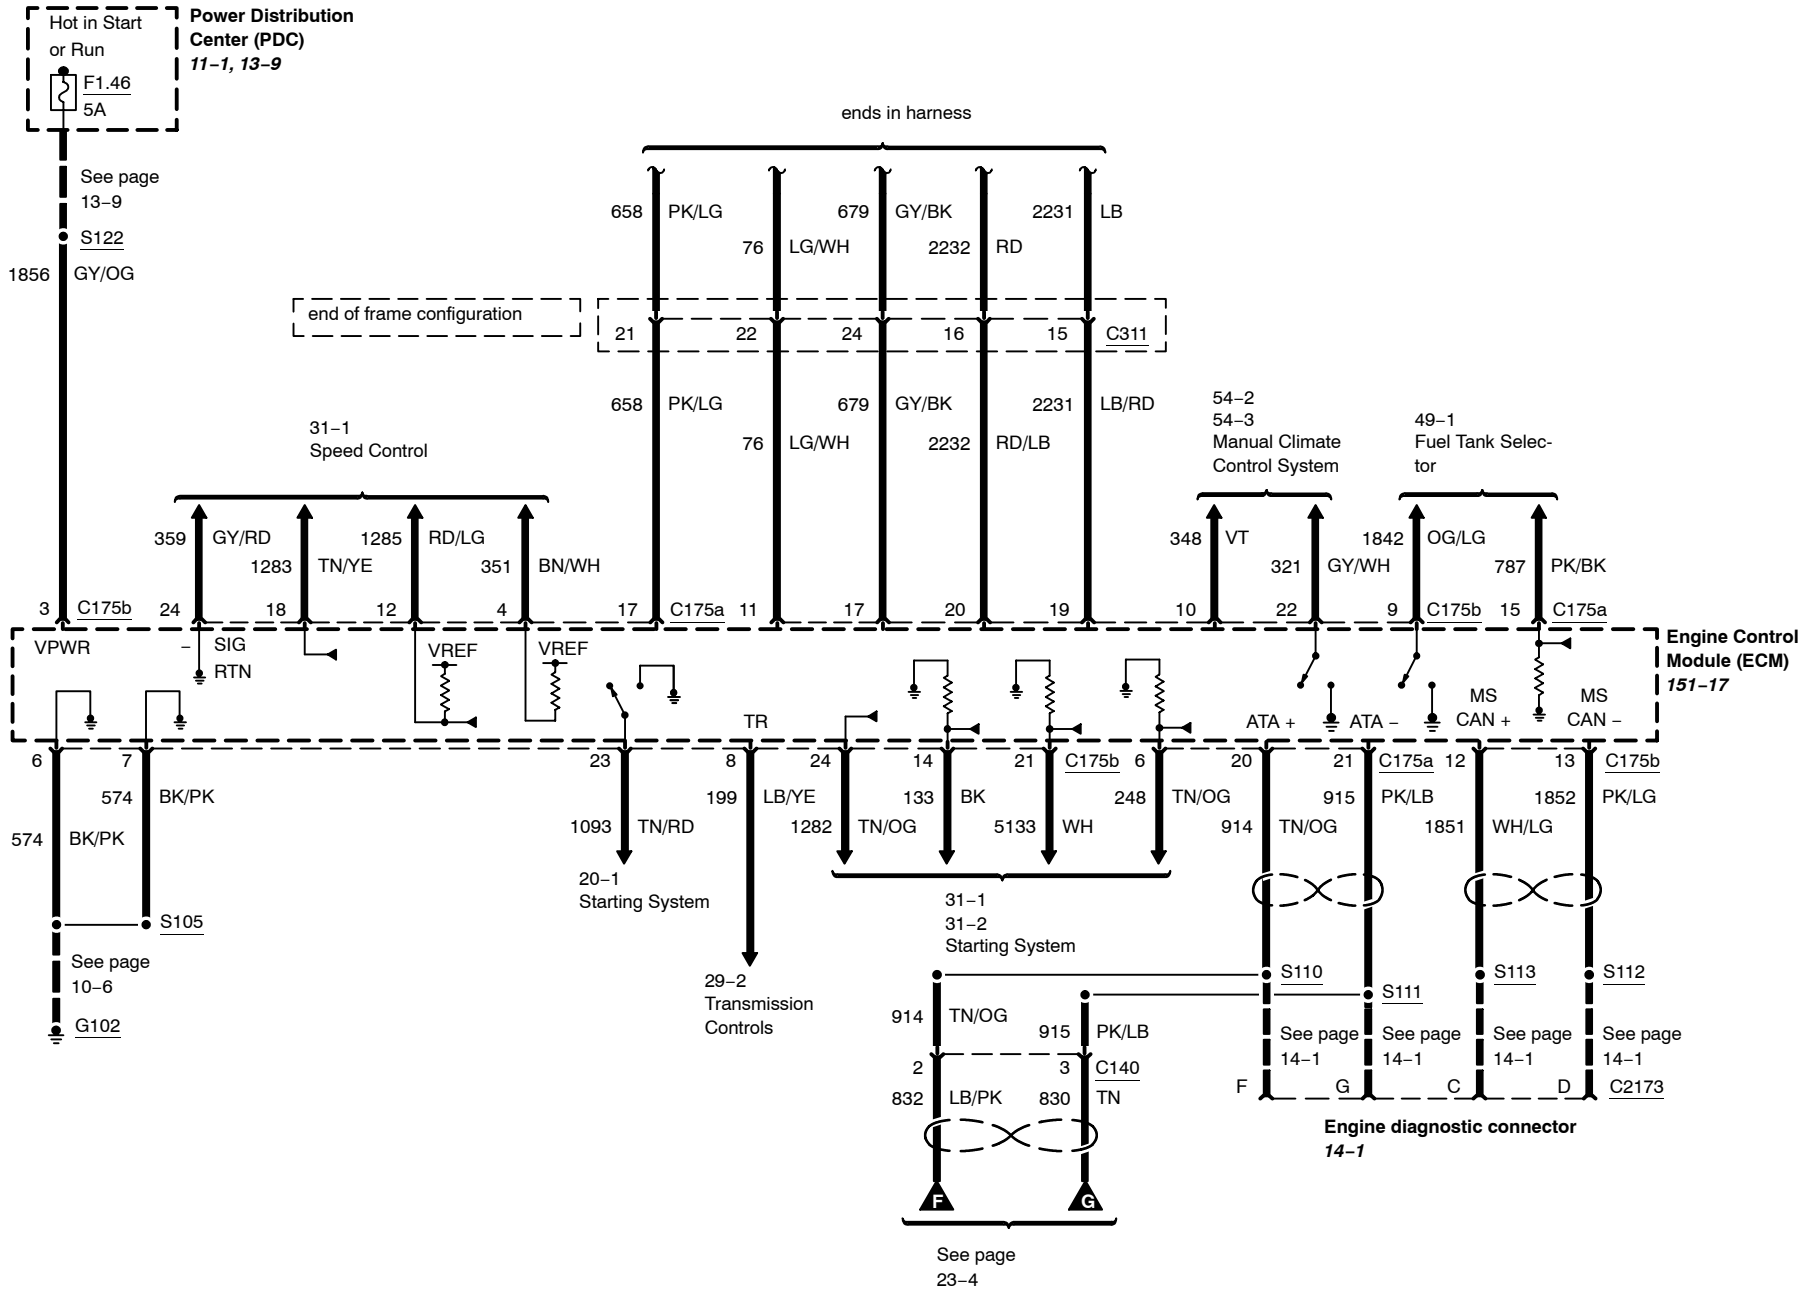 Hot in Start
or Run
F1.46
5A
Power Distribution
Center (PDC)
11−1, 13−9
See page
13−9
S122
1856 GY/OG
ends in harness
658 PK/LG 679 GY/BK 2231 LB
76 LG/WH 2232 RD
end of frame configuration
21 22 24 16 15 C311
658 PK/LG 679 GY/BK 2231 LB/RD
76 LG/WH 2232 RD/LB
31−1
Speed Control
54−2
54−3
Manual Climate
Control System
49−1
Fuel Tank Selec-
tor
359 GY/RD 1285 RD/LG 348 VT 1842 OG/LG
1283 TN/YE 351 BN/WH 321 GY/WH 787 PK/BK
3 C175b 24 18 12 4 17 C175a 11 17 20 19 10 22 9 C175b 15 C175a
VPWR
− SIG
RTN
VREF
VREF
TR
ATA +
ATA −
MS
CAN +
MS
CAN −
Engine Control
Module (ECM)
151−17
6 7 23 8 24 14 21 C175b 6 20 21 C175a 12 13 C175b
574 BK/PK 199 LB/YE 133 BK 248 TN/OG 915 PK/LB 1852 PK/LG
574 BK/PK 1093 TN/RD 1282 TN/OG 5133 WH 914 TN/OG 1851 WH/LG
20−1
Starting System
31−1
31−2
Starting System
S105
See page
10−6
G102
29−2
Transmission
Controls
S110 S113 S112
S111
914 TN/OG
915 PK/LB
See page
14−1
See page
14−1
See page
14−1
See page
14−1
2 3 C140
F G C D C2173
832 LB/PK 830 TN
Engine diagnostic connector
14−1
F G
See page
23−4